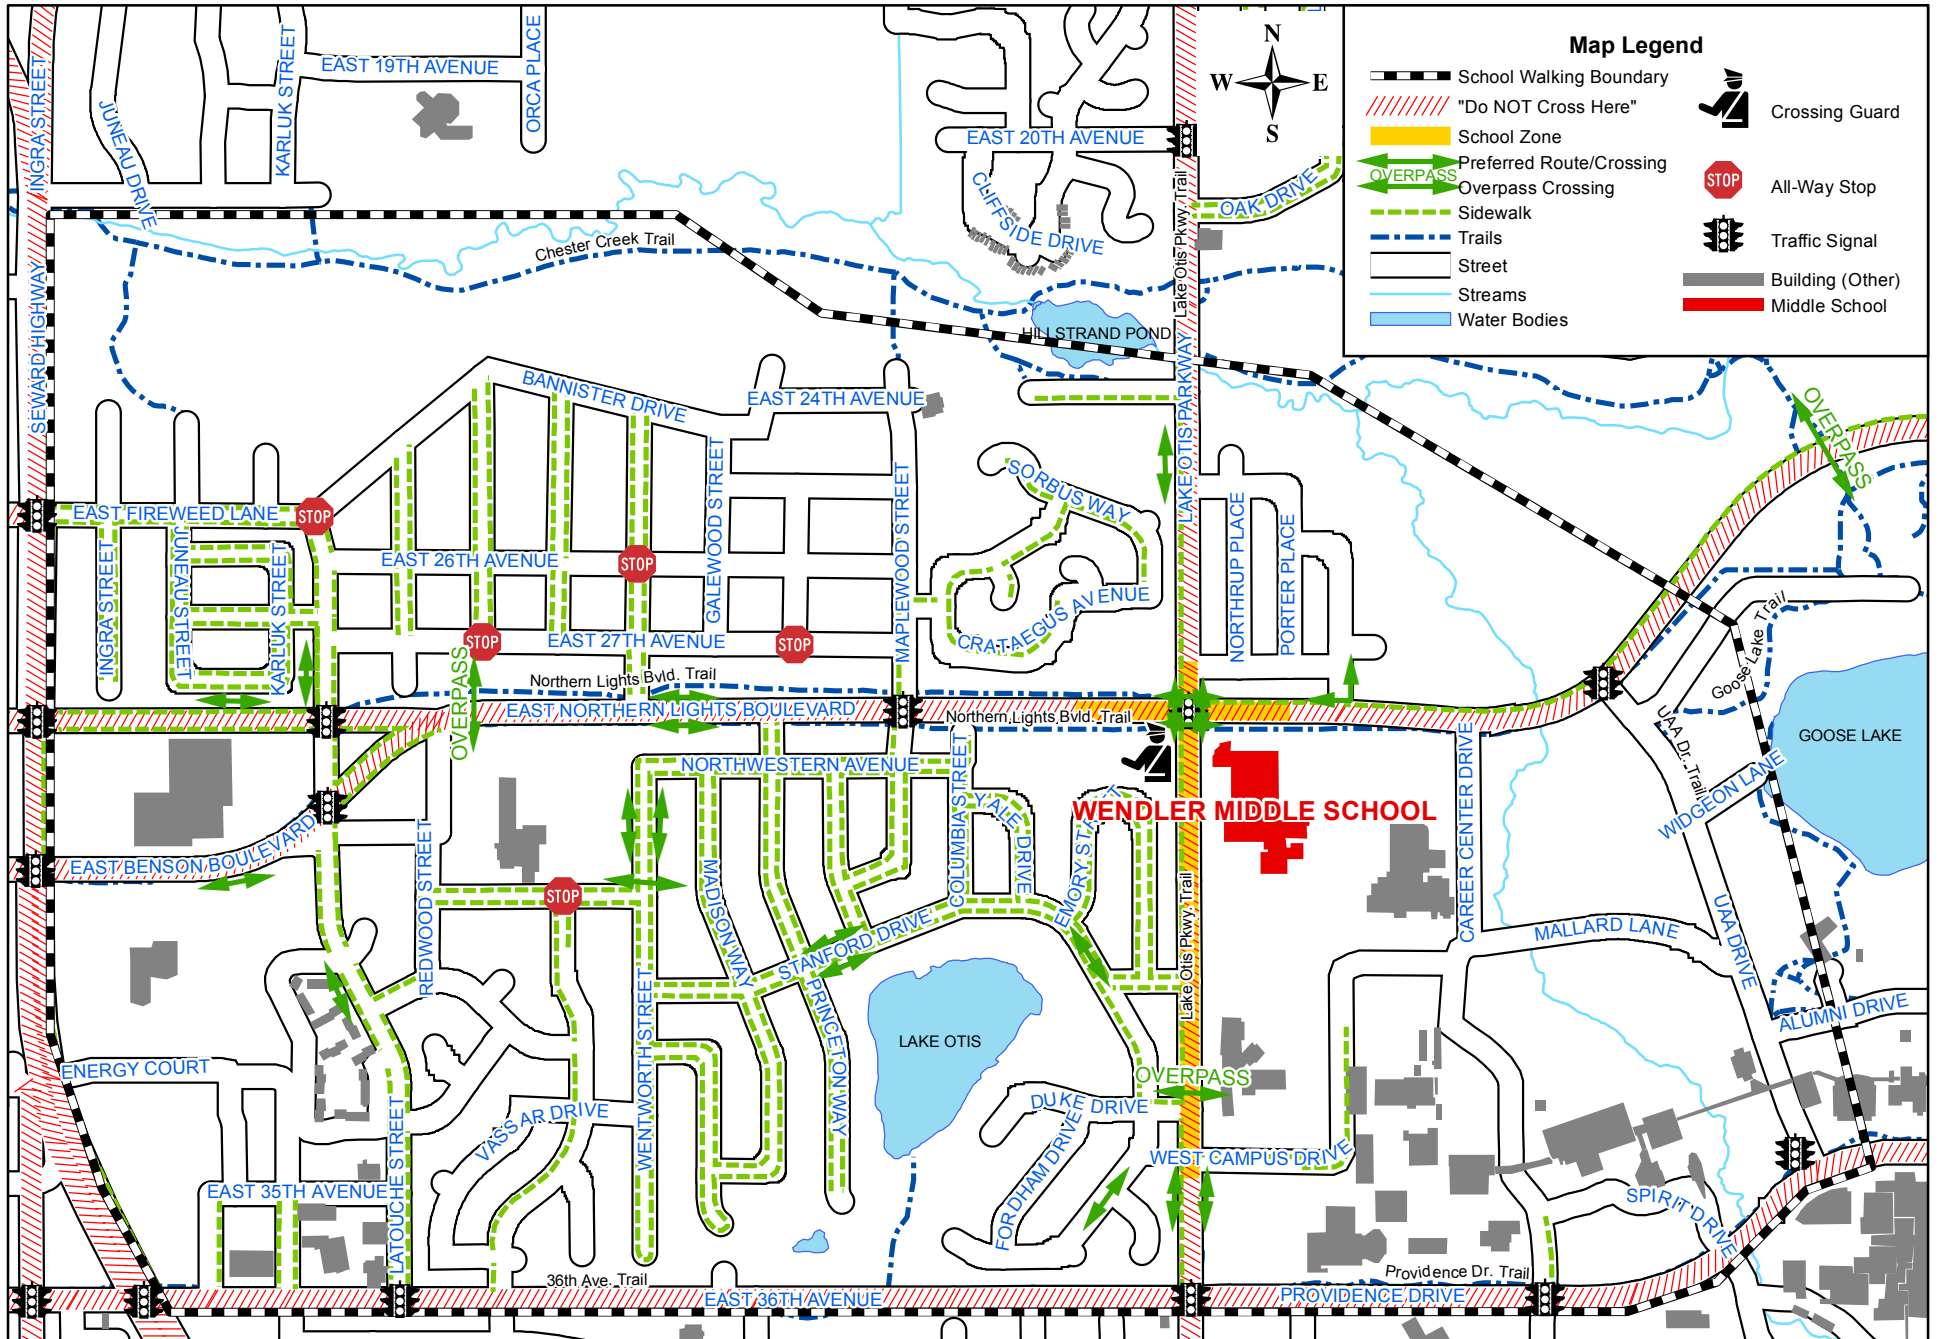 Map Legend
School Walking Boundary
"Do NOT Cross Here"
School Zone
Preferred Route/Crossing
OVERPASS
Overpass Crossing
Sidewalk
Trails
Street
Streams
Water Bodies
Crossing Guard
STOP
All-Way Stop
Traffic Signal
Building (Other)
Middle School
N
W
E
S
INGRA STREET
JUNEAU DRIVE
KARLUK STREET
EAST 19TH AVENUE
ORCA PLACE
EAST 20TH AVENUE
CLIFFSIDE DRIVE
Lake Otis Pkwy. Trail
OAK DRIVE
Chester Creek Trail
SEWARD HIGHWAY
HILLSTRAND POND
LAKE OTIS PARKWAY
BANNISTER DRIVE
EAST 24TH AVENUE
OVERPASS
GALEWOOD STREET
MAPLEWOOD STREET
SORBUS WAY
NORTHRUP PLACE
PORTER PLACE
EAST FIREWEED LANE
STOP
INGRA STREET
JUNEAU STREET
KARLUK STREET
EAST 26TH AVENUE
STOP
CRATAEGUS AVENUE
STOP
EAST 27TH AVENUE
STOP
OVERPASS
Northern Lights Bvld. Trail
EAST NORTHERN LIGHTS BOULEVARD
Northern Lights Bvld. Trail
Goose Lake Trail
UAA Dr. Trail
GOOSE LAKE
WIDGEON LANE
NORTHWESTERN AVENUE
COLUMBIA STREET
YALE DRIVE
EMORY STREET
WENDLER MIDDLE SCHOOL
CAREER CENTER DRIVE
EAST BENSON BOULEVARD
REDWOOD STREET
STOP
MADISON WAY
STANFORD DRIVE
Lake Otis Pkwy. Trail
MALLARD LANE
UAA DRIVE
ALUMNI DRIVE
WENTWORTH STREET
PRINCETON WAY
LAKE OTIS
ENERGY COURT
OVERPASS
DUKE DRIVE
VASSAR DRIVE
FORDHAM DRIVE
WEST CAMPUS DRIVE
EAST 35TH AVENUE
LATOUCHE STREET
SPIRIT DRIVE
36th Ave. Trail
EAST 36TH AVENUE
Providence Dr. Trail
PROVIDENCE DRIVE